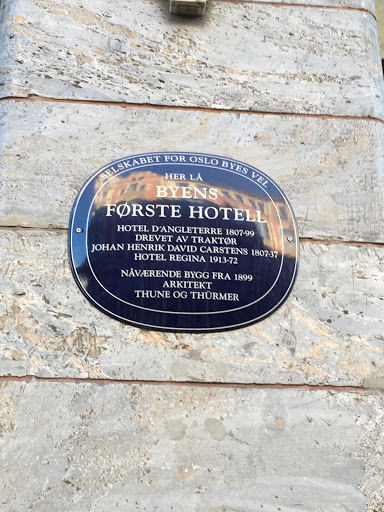 SELSKABET FOR OSLO BYES VEL
HER LÅ
BYENS
FØRSTE HOTELL
HOTEL D'ANGLETERRE 1807-99
DREVET AV TRAKTØR
JOHAN HENRIK DAVID CARSTENS 1807-37
HOTEL REGINA 1913-72
NÅVÆRENDE BYGG FRA 1899
ARKITEKT
THUNE OG THÜRMER